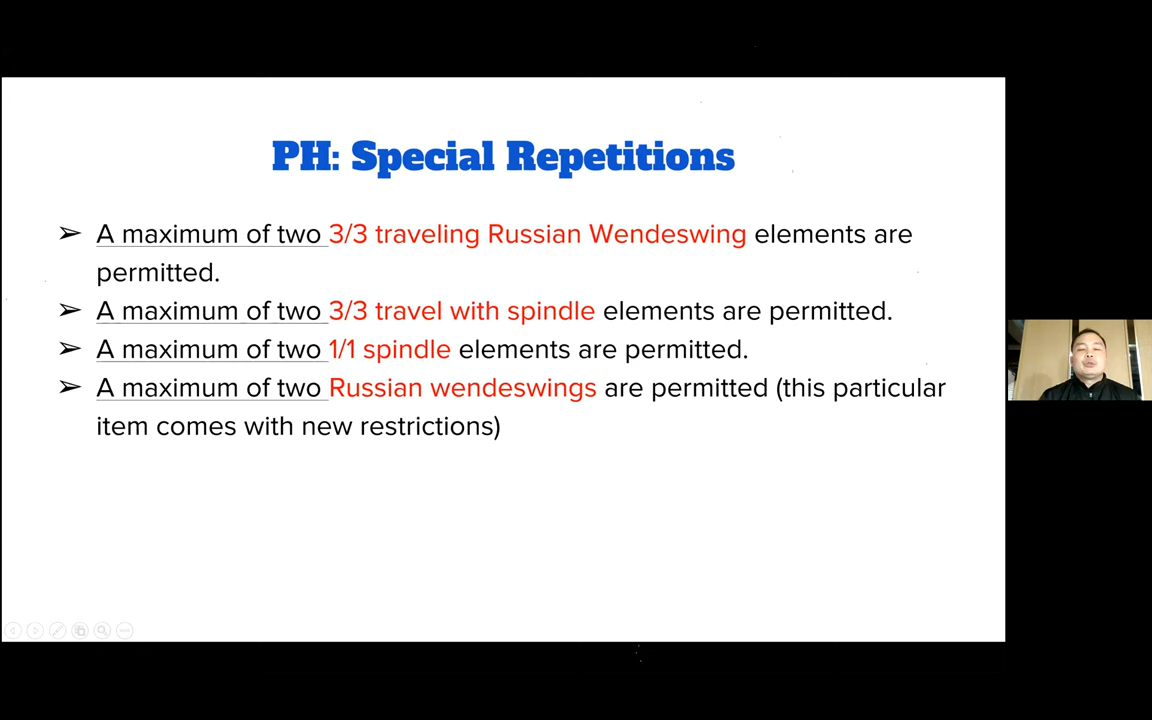 PH: Special Repetitions
➢ A maximum of two 3/3 traveling Russian Wendeswing elements are
permitted.
➢ A maximum of two 3/3 travel with spindle elements are permitted.
➢ A maximum of two 1/1 spindle elements are permitted.
➢ A maximum of two Russian wendeswings are permitted (this particular
item comes with new restrictions)